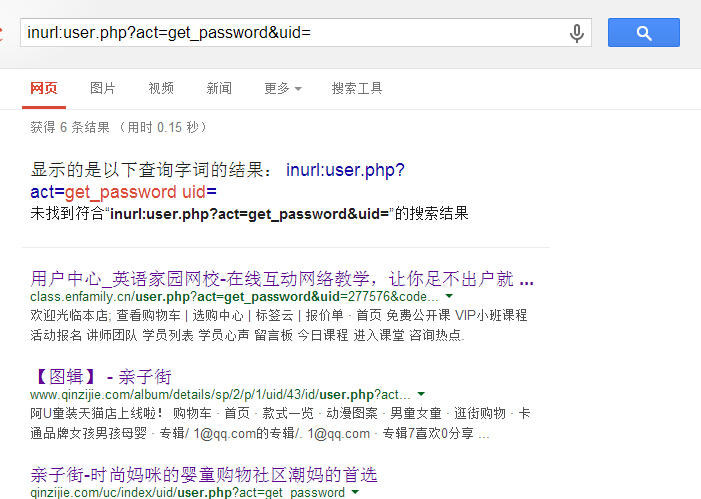 inurl:user.php?act=get_password&uid=
网页 图片 视频 新闻 更多 搜索工具
获得 6 条结果 （用时 0.15 秒）
显示的是以下查询字词的结果： inurl:user.php?
act=get_password uid=
未找到符合“inurl:user.php?act=get_password&uid=”的搜索结果
用户中心_英语家园网校-在线互动网络教学，让你足不出户就 ...
class.enfamily.cn/user.php?act=get_password&uid=277576&code...
欢迎光临本店; 查看购物车 | 选购中心 | 标签云 | 报价单 · 首页 免费公开课 VIP小班课程
活动报名 讲师团队 学员列表 学员心声 留言板 今日课程 进入课堂 咨询热点.
【图辑】 - 亲子街
www.qinzijie.com/album/details/sp/2/p/1/uid/43/id/user.php?act...
阿U童装天猫店上线啦！ 购物车 · 首页 · 款式一览 · 动漫图案 · 男童女童 · 逛街购物 · 卡
通品牌女孩男孩母婴 · 专辑/ 1@qq.com的专辑/. 1@qq.com · 专辑7喜欢0分享 ...
亲子街-时尚妈咪的婴童购物社区潮妈的首选
qinzijie.com/uc/index/uid/user.php?act=get_password